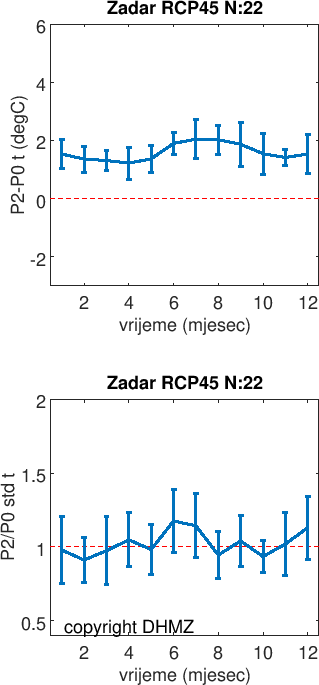 Zadar RCP45 N:22
6
4
2
0
-2
P2-P0 t (degC)
2 4 6 8 10 12
vrijeme (mjesec)
Zadar RCP45 N:22
2
1.5
1
0.5
P2/P0 std t
copyright DHMZ
2 4 6 8 10 12
vrijeme (mjesec)